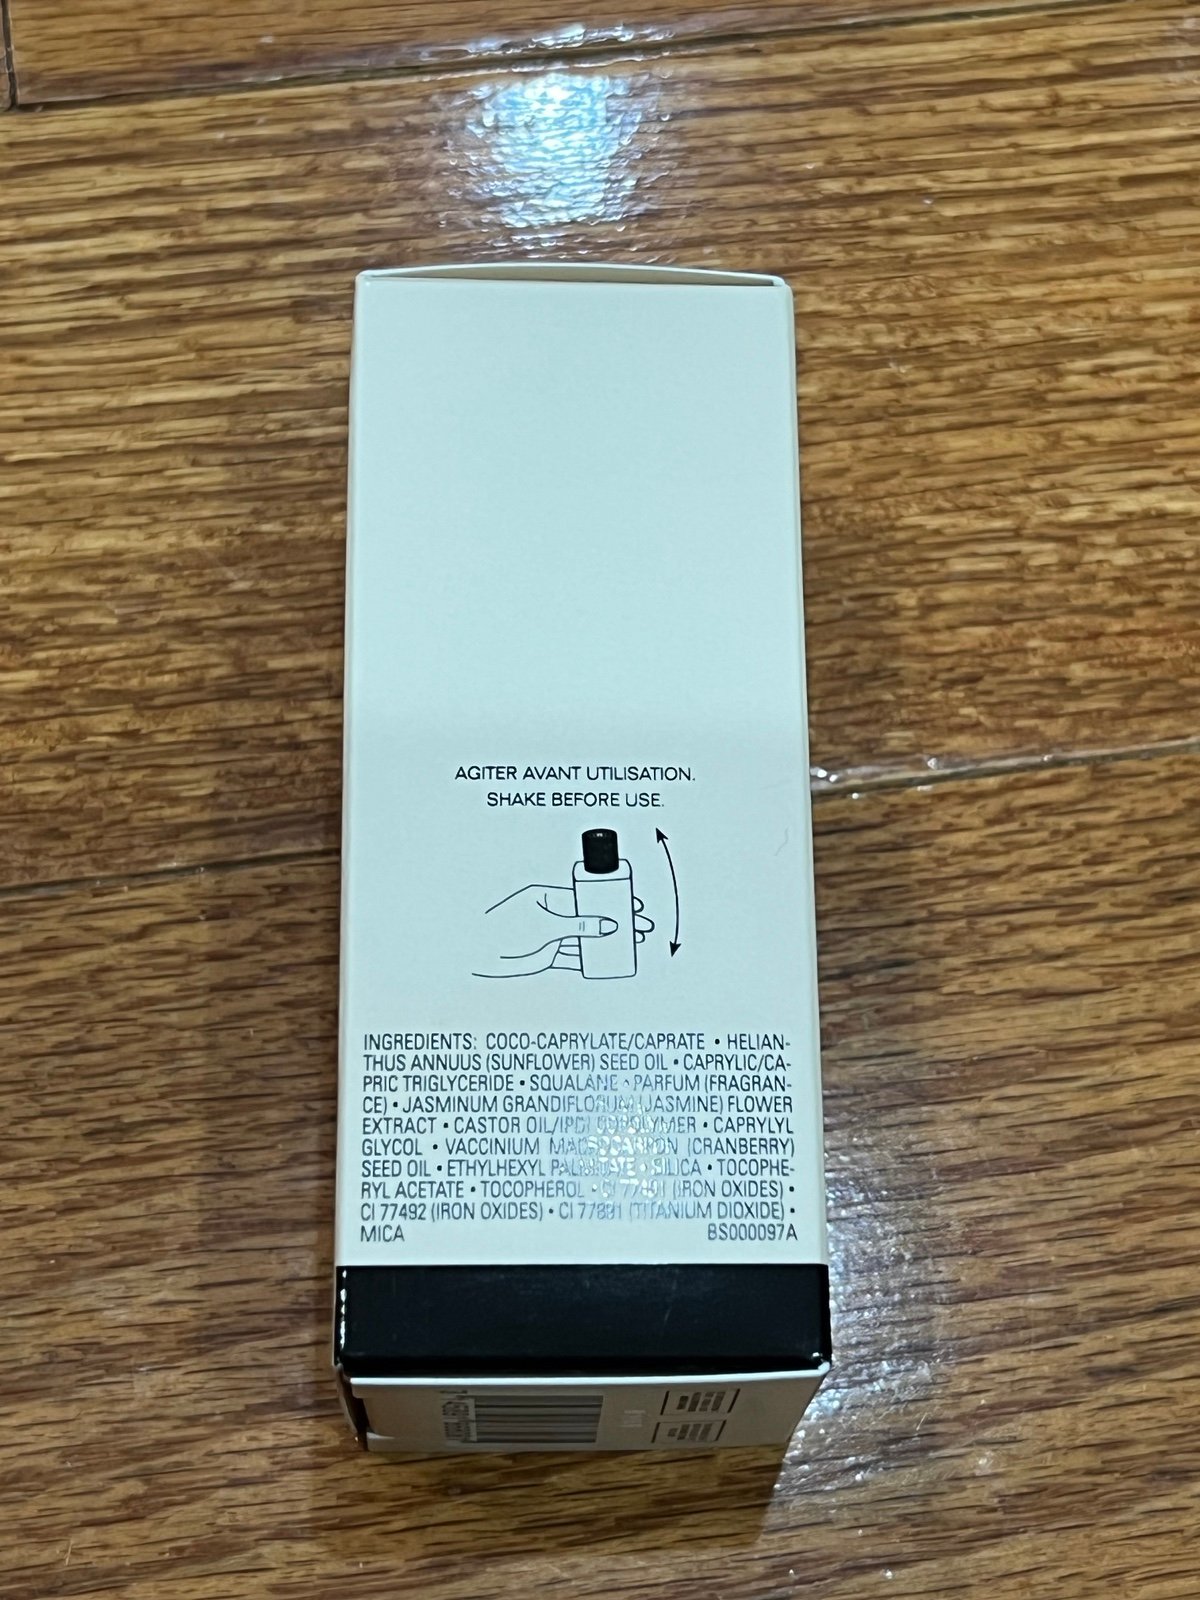 AGITER AVANT UTILISATION.
SHAKE BEFORE USE.
INGREDIENTS: COCO-CAPRYLATE/CAPRATE • HELIAN-
THUS ANNUUS (SUNFLOWER) SEED OIL • CAPRYLIC/CA-
PRIC TRIGLYCERIDE • SQUALANE • PARFUM (FRAGRAN-
CE) • JASMINUM GRANDIFLORUM (JASMINE) FLOWER
EXTRACT • CASTOR OIL/IPDI COPOLYMER • CAPRYLYL
GLYCOL • VACCINIUM MACROCARPON (CRANBERRY)
SEED OIL • ETHYLHEXYL PALMITATE • SILICA • TOCOPHE-
RYL ACETATE • TOCOPHEROL • CI 77491 (IRON OXIDES) •
CI 77492 (IRON OXIDES) • CI 77891 (TITANIUM DIOXIDE) •
MICA BS000097A